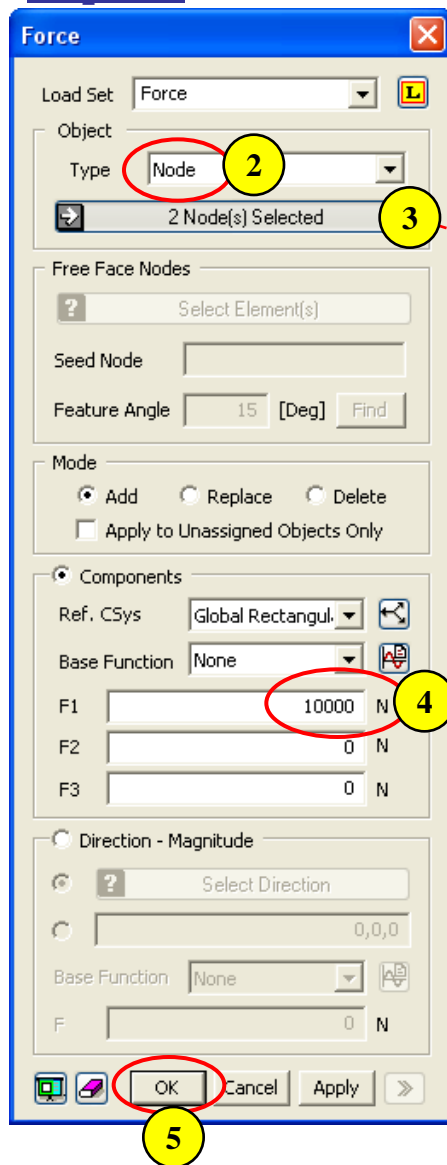 Force
Load Set Force L
Object
Type Node 2
2 Node(s) Selected 3
Free Face Nodes
? Select Element(s)
Seed Node
Feature Angle 15 [Deg] Find
Mode
Add Replace Delete
Apply to Unassigned Objects Only
Components
Ref. CSys Global Rectangul
Base Function None
F1 10000 N 4
F2 0 N
F3 0 N
Direction - Magnitude
? Select Direction
0,0,0
Base Function None
F 0 N
OK Cancel Apply >>
5